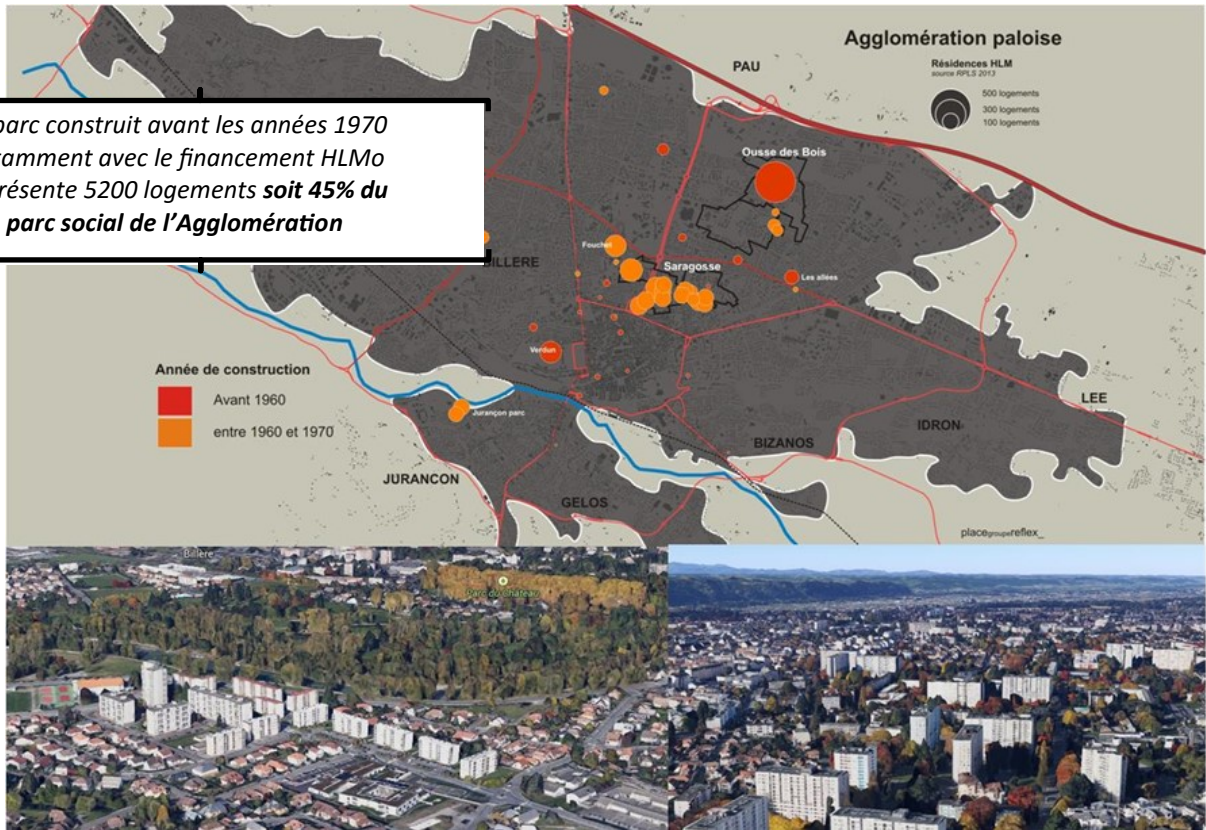 Agglomération paloise
Résidences HLM
source RPLS 2013
500 logements
300 logements
100 logements
PAU
parc construit avant les années 1970
tamment avec le financement HLMo
résente 5200 logements soit 45% du
parc social de l’Agglomération
Ousse des Bois
Fouchet
Saragosse
ILLERE
Les allées
Verdun
Année de construction
Avant 1960
entre 1960 et 1970
Jurançon parc
LEE
IDRON
BIZANOS
JURANCON
GELOS
placegroupereflex_
Billère
Parc du Château